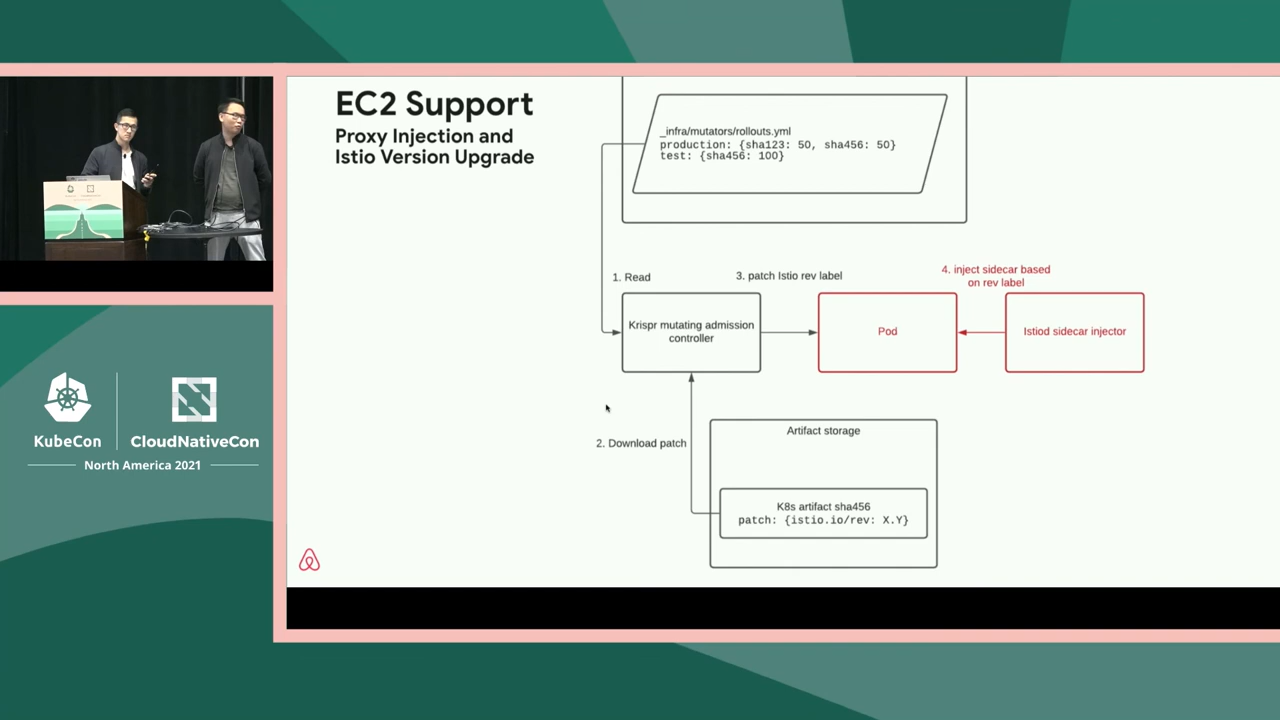 EC2 Support
Proxy Injection and
Istio Version Upgrade
_infra/mutators/rollouts.yml
production: {sha123: 50, sha456: 50}
test: {sha456: 100}
1. Read
3. patch Istio rev label
4. inject sidecar based
on rev label
Krispr mutating admission
controller
Pod
Istiod sidecar injector
2. Download patch
Artifact storage
K8s artifact sha456
patch: {istio.io/rev: X.Y}
KubeCon
CloudNativeCon
North America 2021